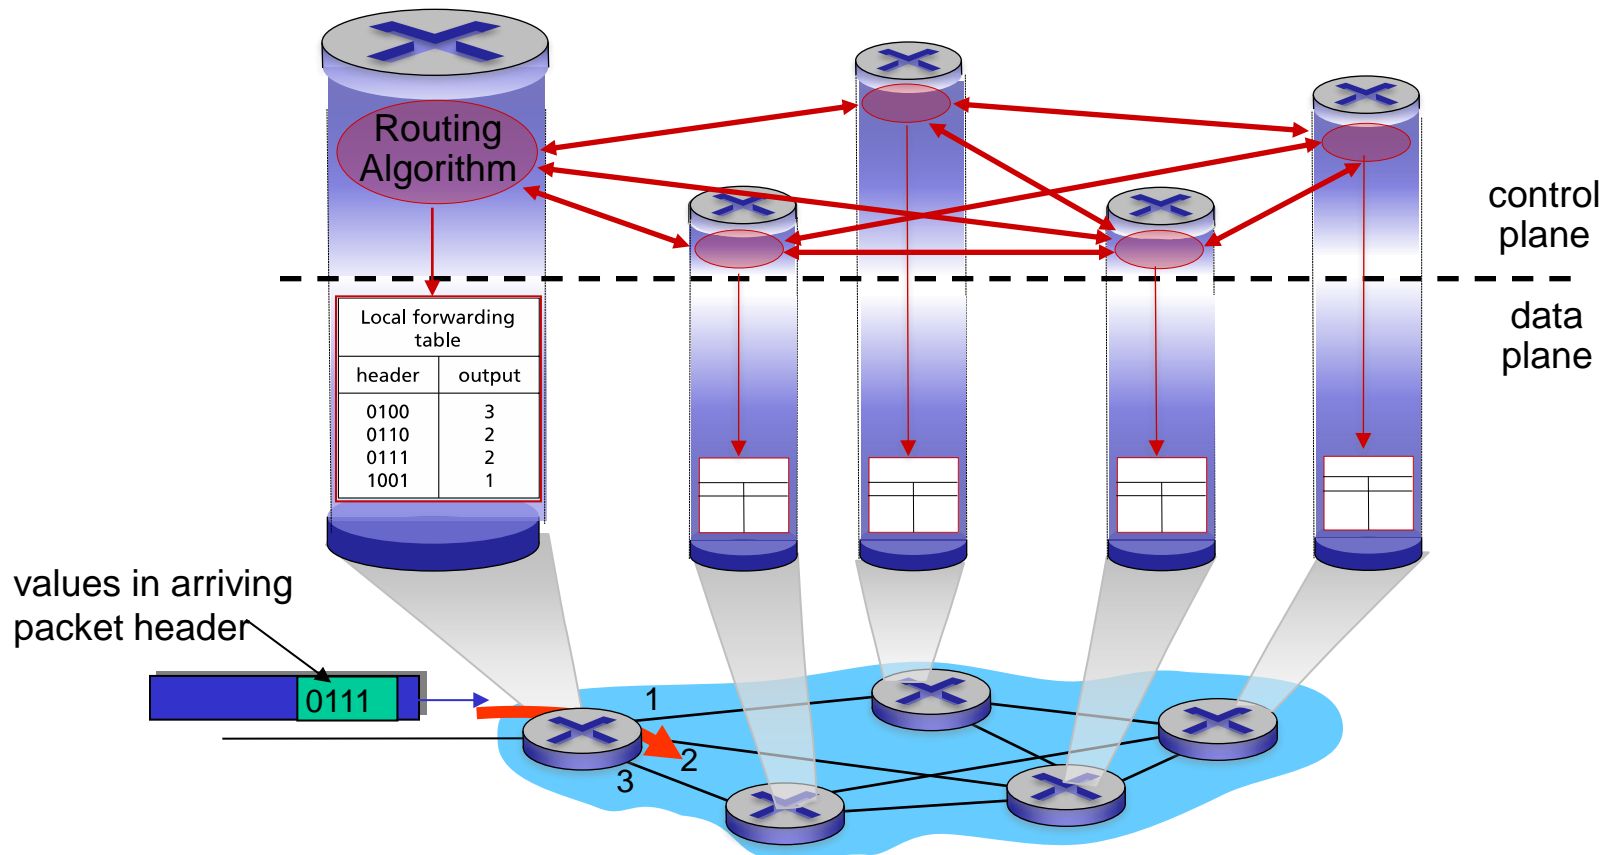 Routing
Algorithm
control
plane
data
plane
Local forwarding
table
header output
0100 3
0110 2
0111 2
1001 1
values in arriving
packet header
0111
1
2
3